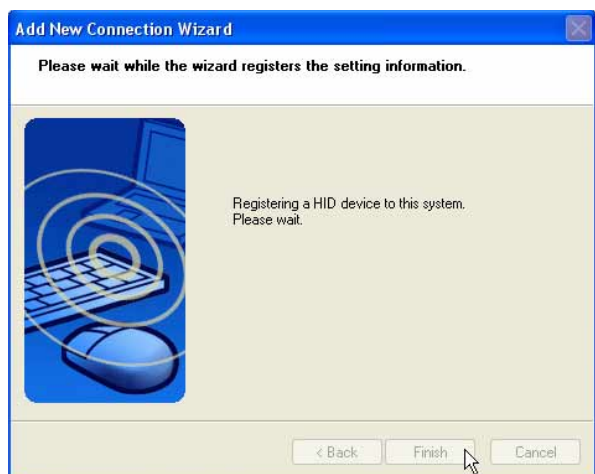 Add New Connection Wizard
Please wait while the wizard registers the setting information.
Registering a HID device to this system.
Please wait.
< Back
Finish
Cancel